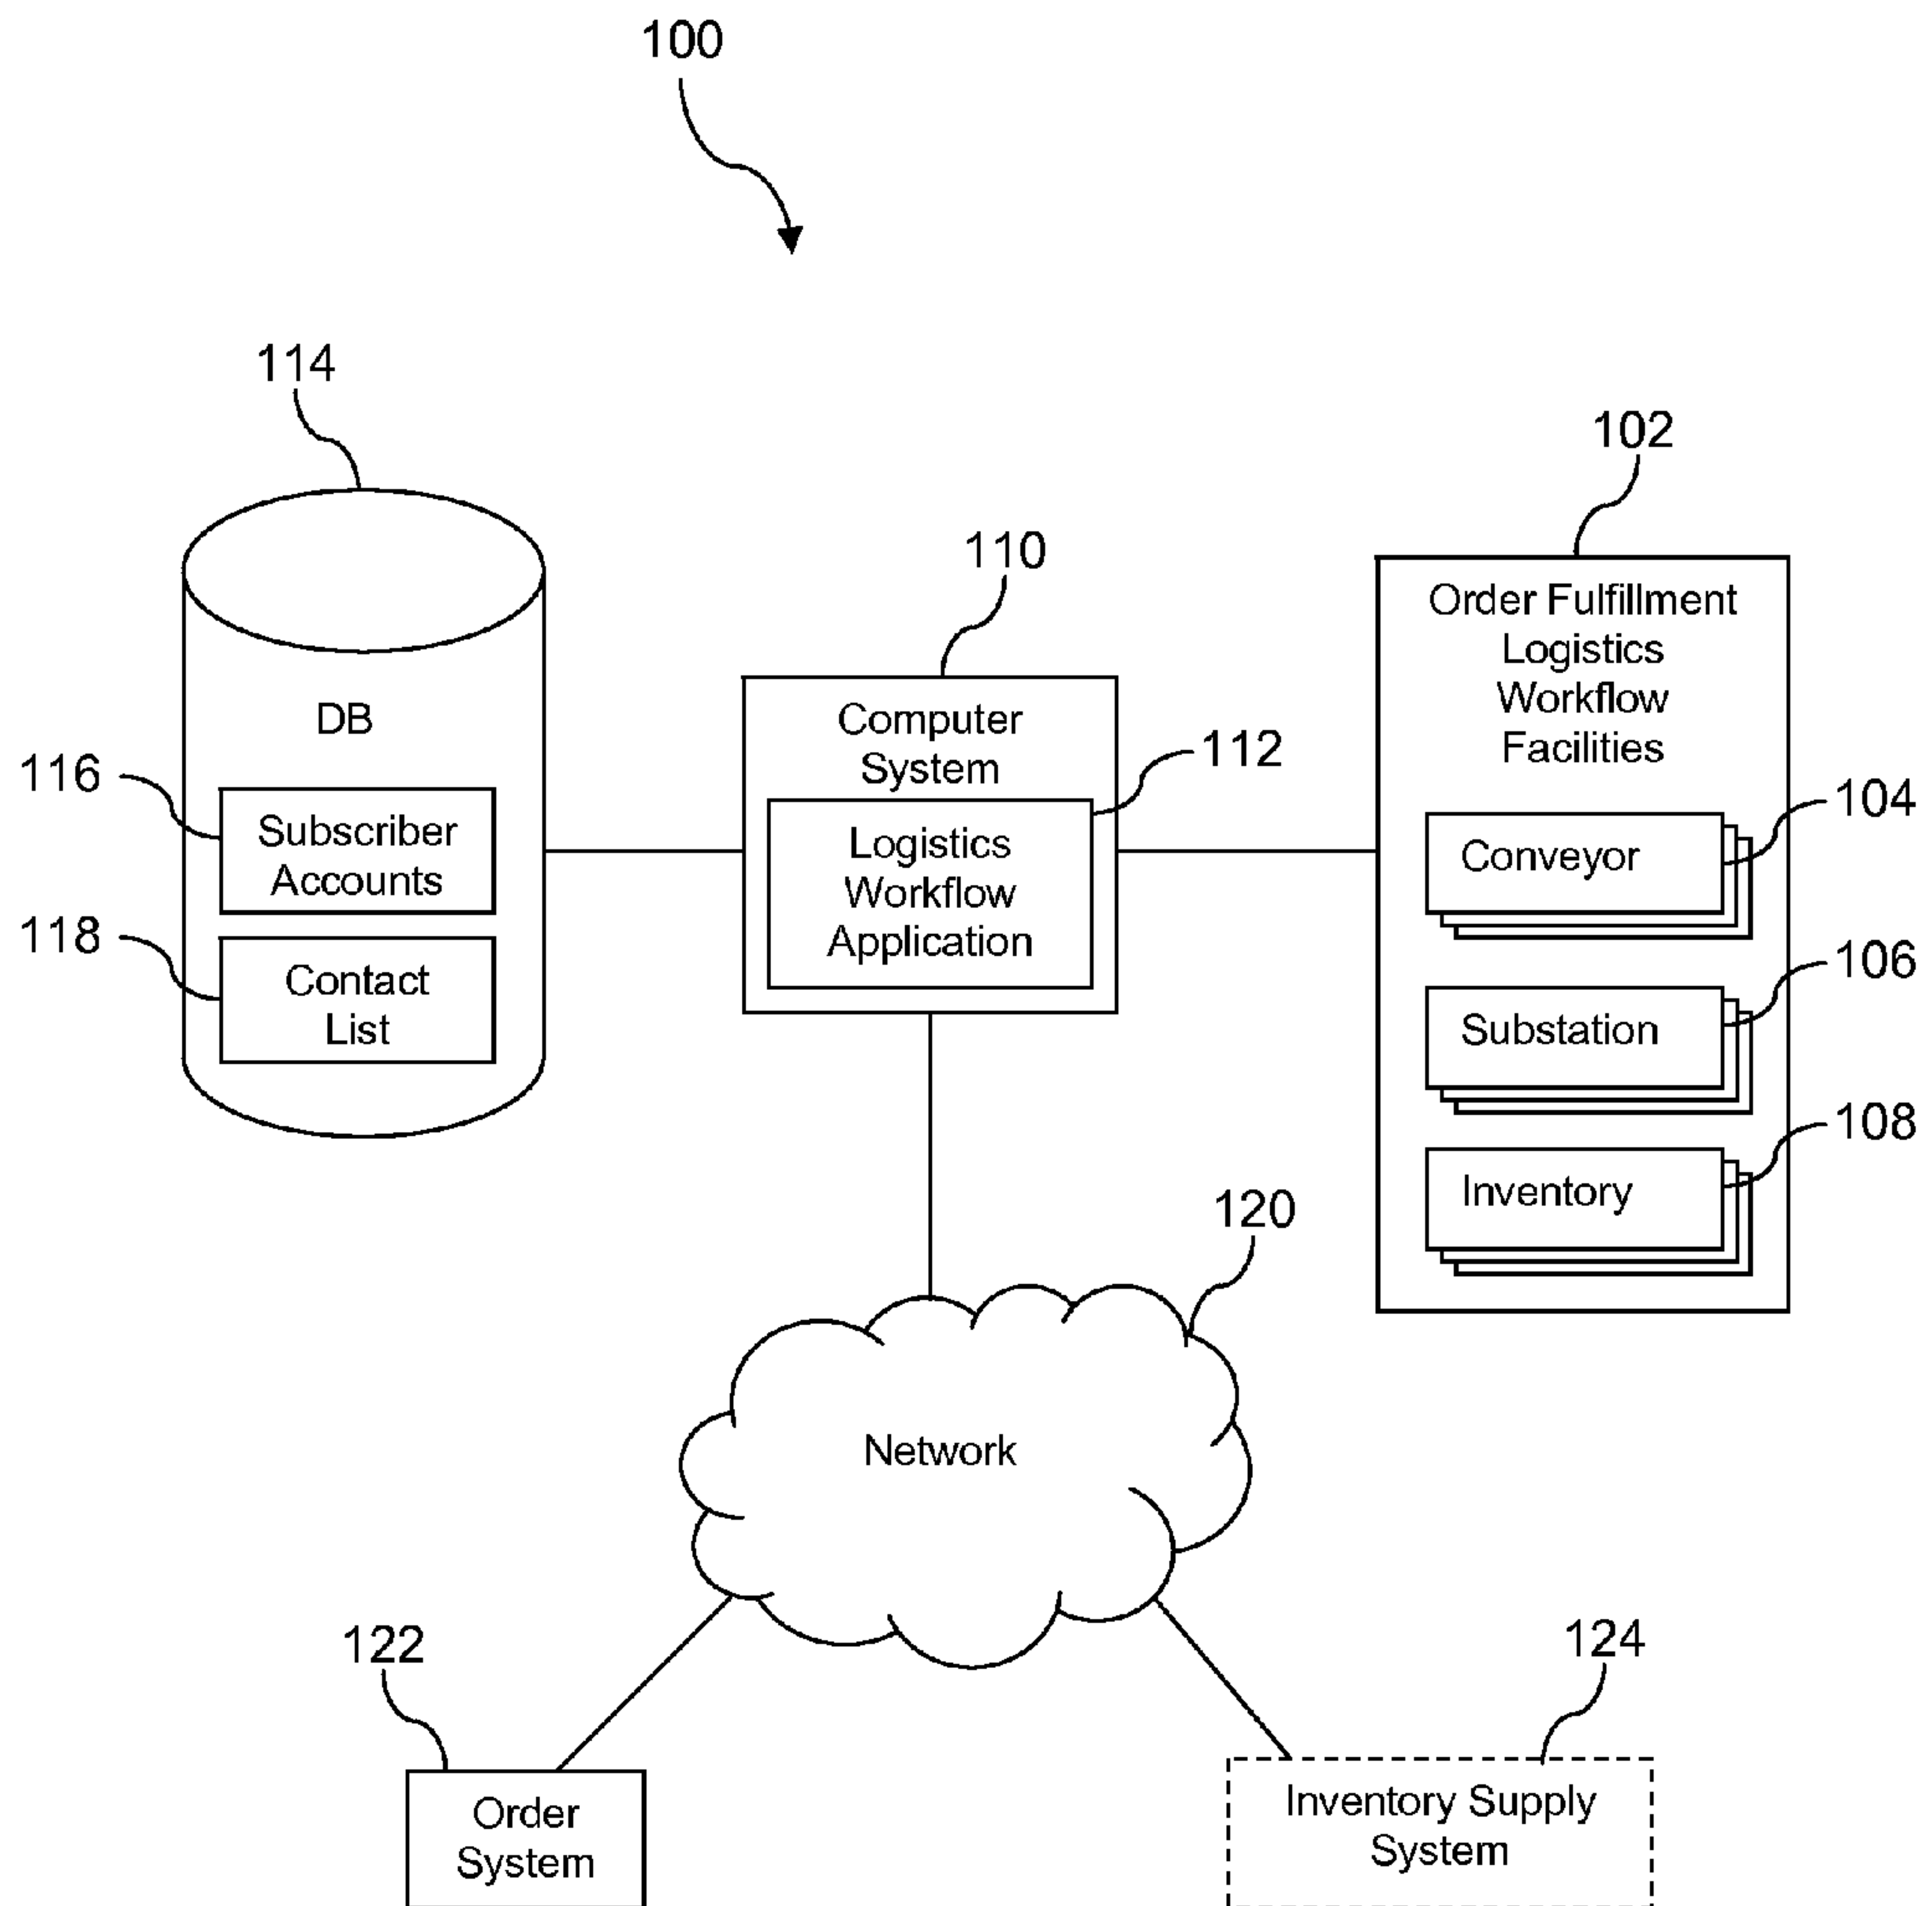 100
114
102
110
Order Fulfillment
Logistics
Workflow
Facilities
DB
Computer
System
112
116
104
Subscriber
Accounts
Logistics
Workflow
Application
Conveyor
118
106
Contact
List
Substation
108
Inventory
120
Network
122
124
Order
System
Inventory Supply
System